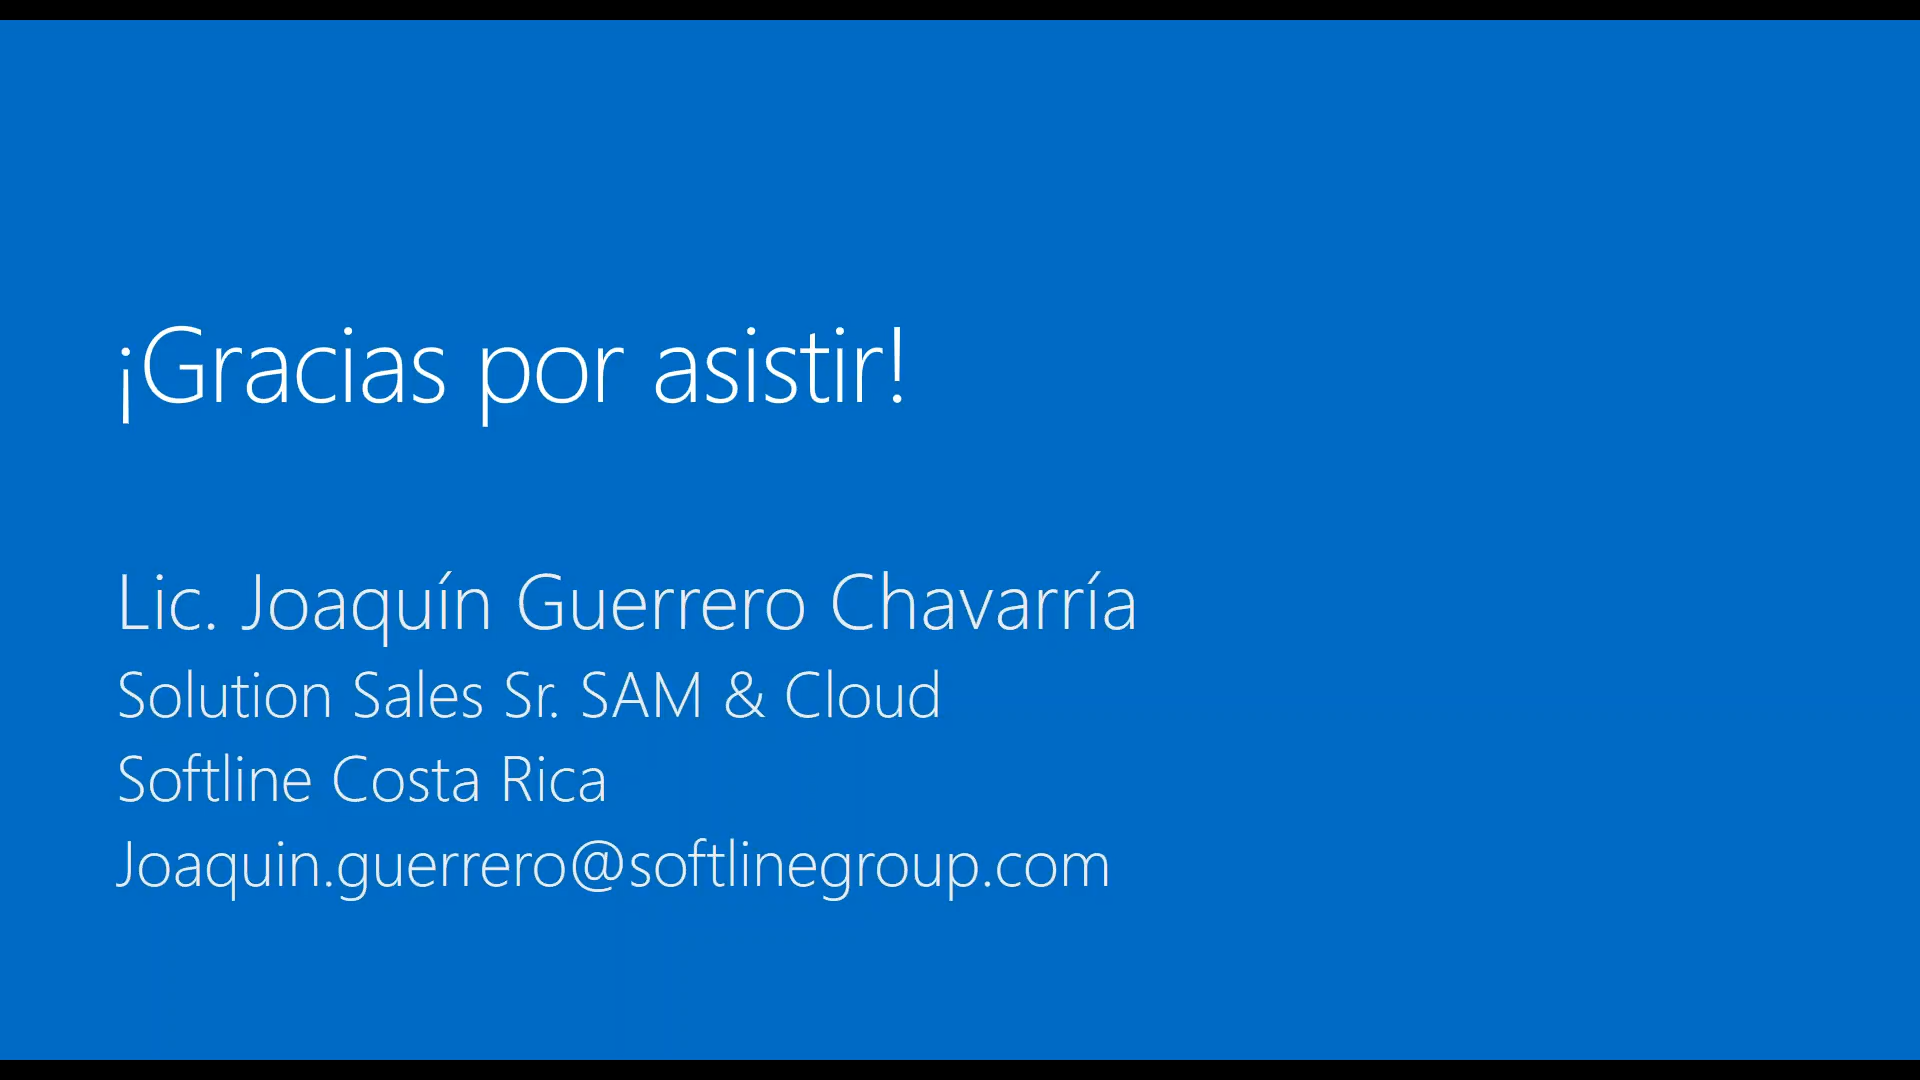 ¡Gracias por asistir!
Lic. Joaquín Guerrero Chavarría
Solution Sales Sr. SAM & Cloud
Softline Costa Rica
Joaquin.guerrero@softlinegroup.com